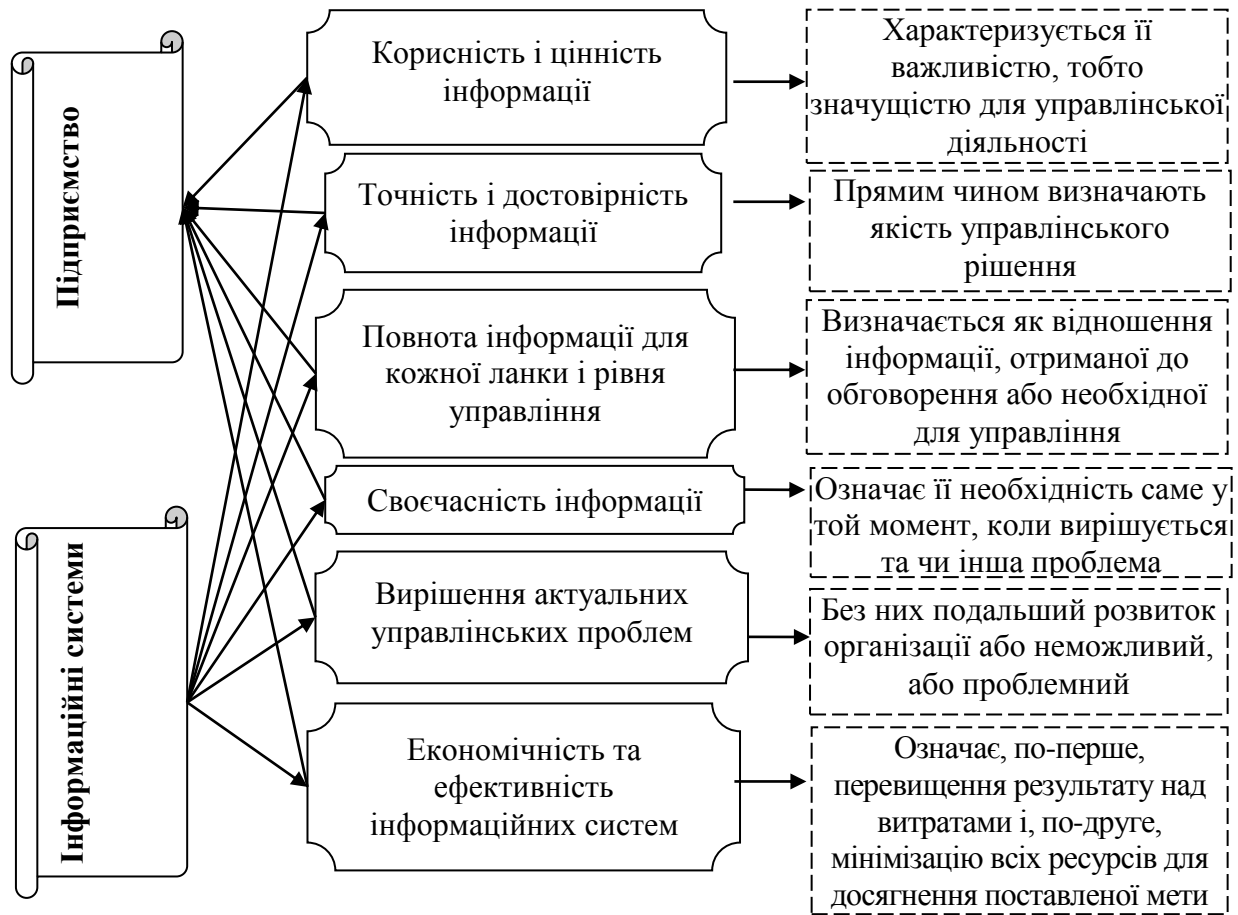 Підприємство
Інформаційні системи
Корисність і цінність
інформації
Характеризується її
важливістю, тобто
значущістю для управлінської
діяльності
Точність і достовірність
інформації
Прямим чином визначають
якість управлінського
рішення
Повнота інформації для
кожної ланки і рівня
управління
Визначається як відношення
інформації, отриманої до
обговорення або необхідної
для управління
Своєчасність інформації
Означає її необхідність саме у
той момент, коли вирішується
та чи інша проблема
Вирішення актуальних
управлінських проблем
Без них подальший розвиток
організації або неможливий,
або проблемний
Економічність та
ефективність
інформаційних систем
Означає, по-перше,
перевищення результату над
витратами і, по-друге,
мінімізацію всіх ресурсів для
досягнення поставленої мети